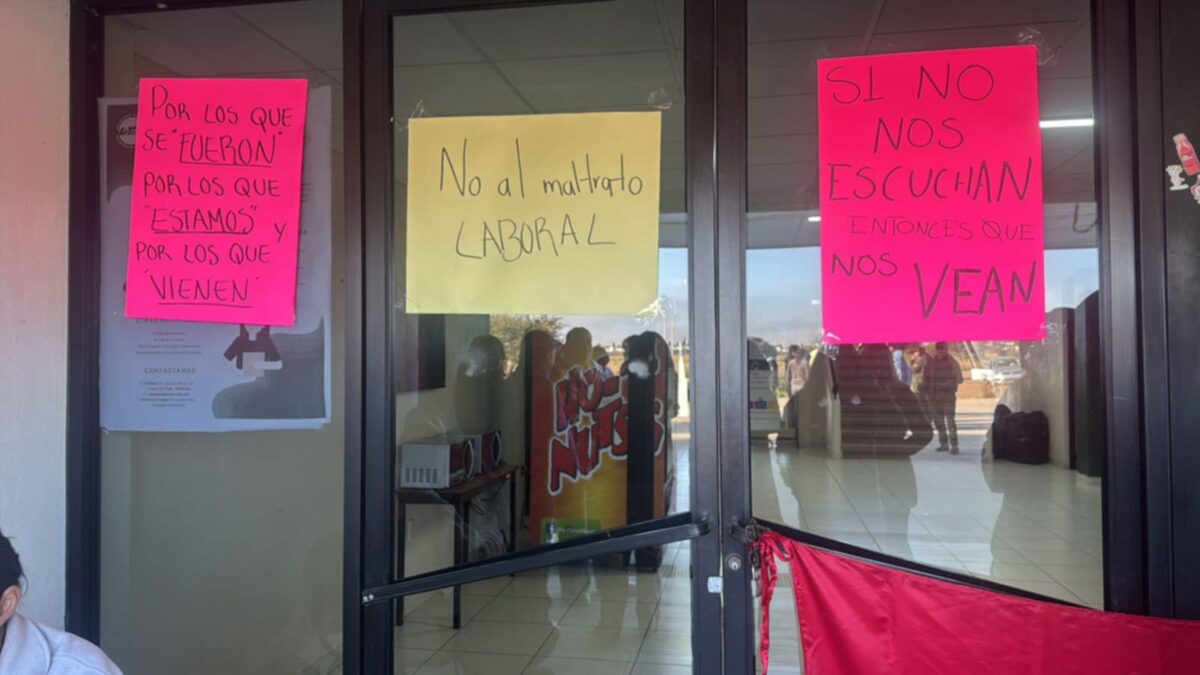 POR LOS QUE
SE "FUERON"
POR LOS QUE
"ESTAMOS", Y
POR LOS QUE
"VIENEN"
CONTACTANOS
No al maltrato
LABORAL
NUTS
SI NO
NOS
ESCUCHAN
ENTONCES QUE
NOS VEAN